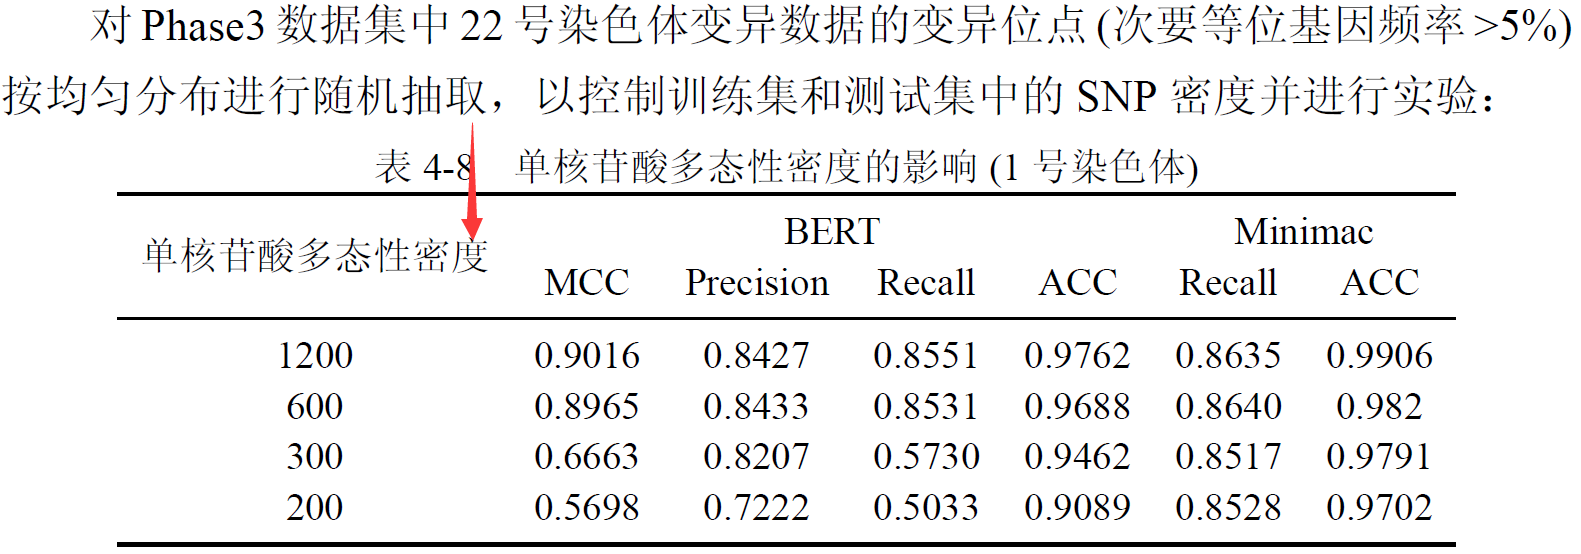 对 Phase3 数据集中 22 号染色体变异数据的变异位点 (次要等位基因频率 >5%)
按均匀分布进行随机抽取，以控制训练集和测试集中的 SNP 密度并进行实验：
表 4-8 单核苷酸多态性密度的影响 (1 号染色体)
单核苷酸多态性密度 BERT Minimac
MCC Precision Recall ACC Recall ACC
1200 0.9016 0.8427 0.8551 0.9762 0.8635 0.9906
600 0.8965 0.8433 0.8531 0.9688 0.8640 0.982
300 0.6663 0.8207 0.5730 0.9462 0.8517 0.9791
200 0.5698 0.7222 0.5033 0.9089 0.8528 0.9702